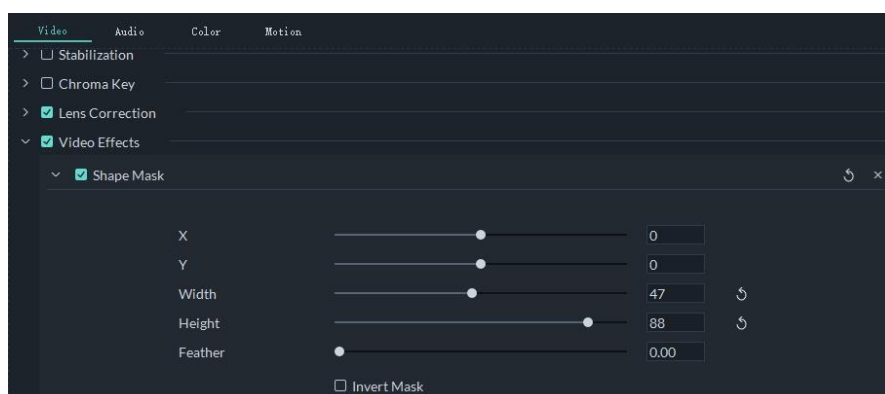 Video Audio Color Motion
Stabilization
Chroma Key
Lens Correction
Video Effects
Shape Mask
X 0
Y 0
Width 47
Height 88
Feather 0.00
Invert Mask